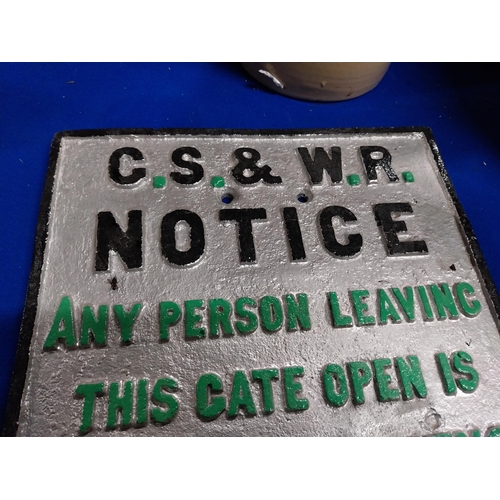 C.S.& W.R.
NOTICE
ANY PERSON LEAVING
THIS GATE OPEN IS